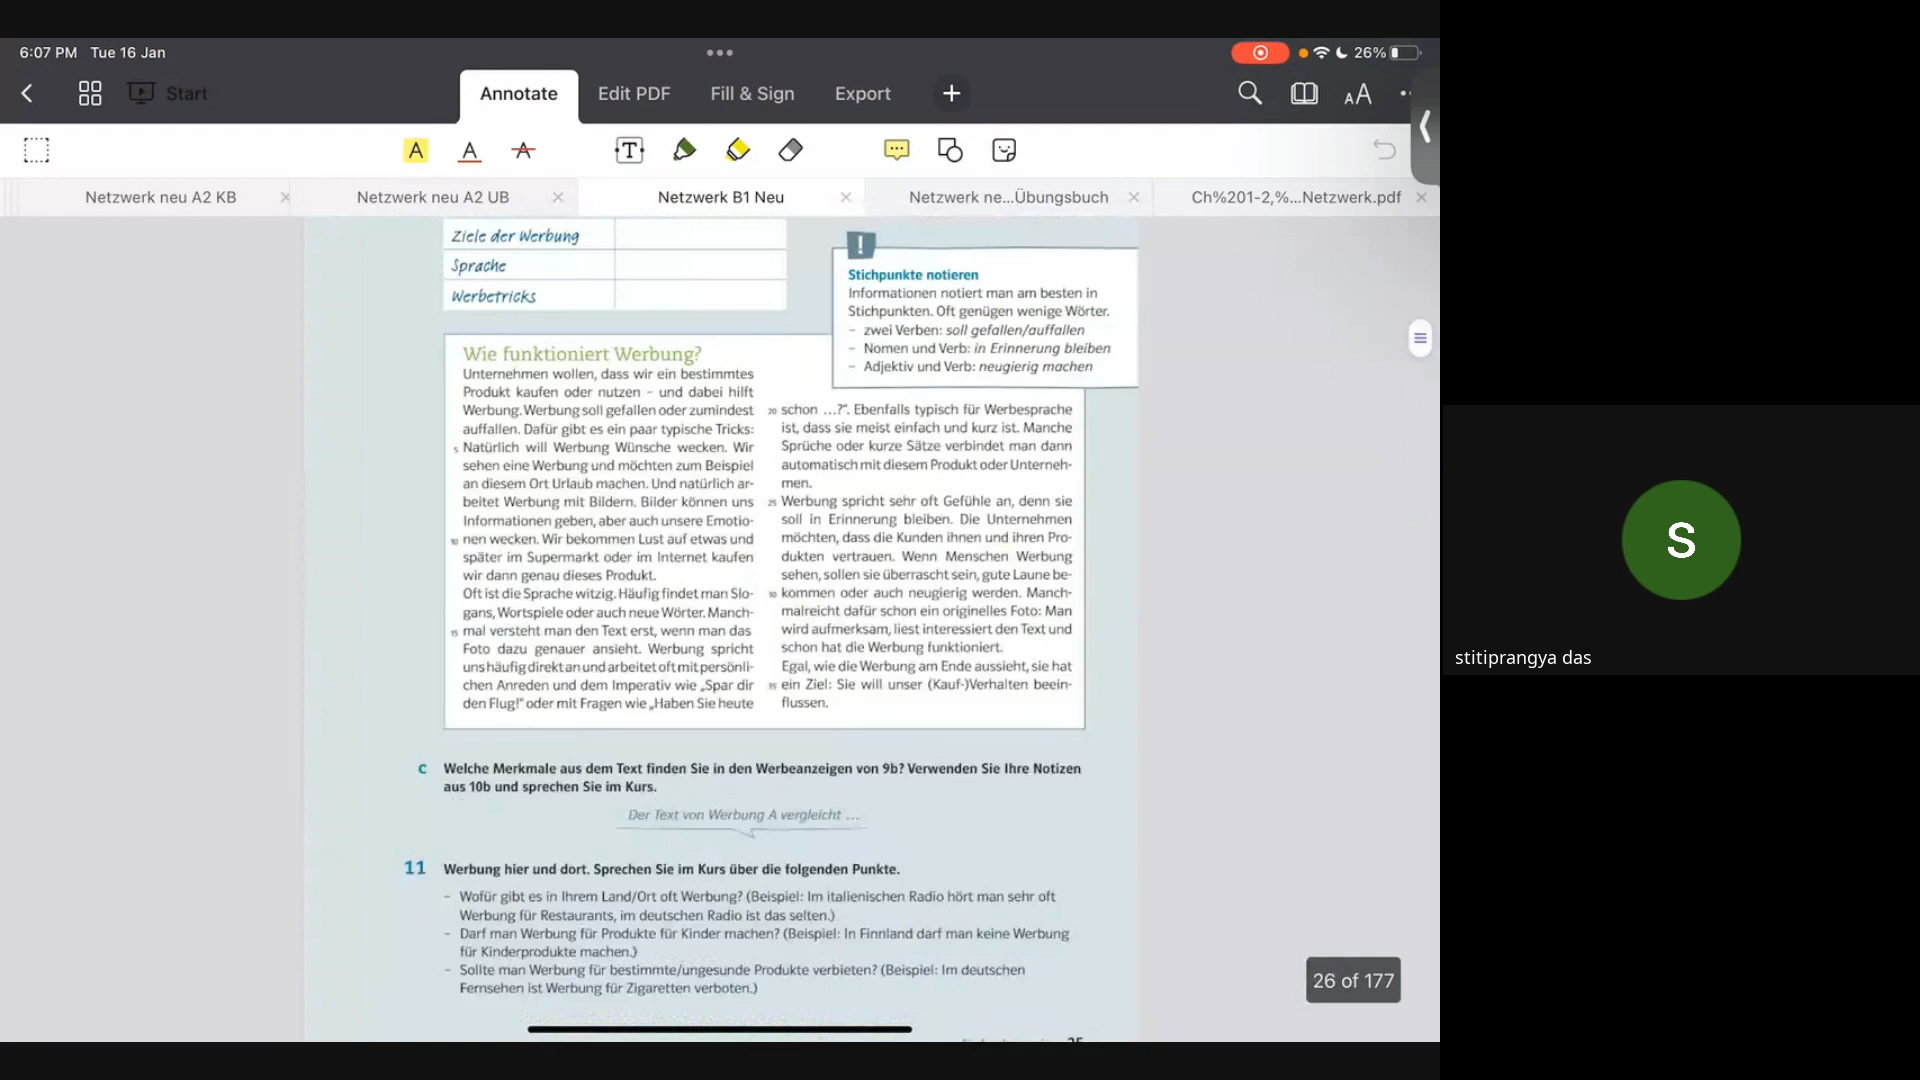 6:07 PM Tue 16 Jan
26%
Start
Annotate
Edit PDF
Fill & Sign
Export
Netzwerk neu A2 KB
Netzwerk neu A2 UB
Netzwerk B1 Neu
Netzwerk ne...Übungsbuch
Ch%201-2,%...Netzwerk.pdf
Ziele der Werbung
Sprache
Werbetricks
!
Stichpunkte notieren
Informationen notiert man am besten in
Stichpunkten. Oft genügen wenige Wörter.
– zwei Verben: soll gefallen/auffallen
– Nomen und Verb: in Erinnerung bleiben
– Adjektiv und Verb: neugierig machen
Wie funktioniert Werbung?
Unternehmen wollen, dass wir ein bestimmtes
Produkt kaufen oder nutzen – und dabei hilft
Werbung. Werbung soll gefallen oder zumindest
auffallen. Dafür gibt es ein paar typische Tricks:
5 Natürlich will Werbung Wünsche wecken. Wir
sehen eine Werbung und möchten zum Beispiel
an diesem Ort Urlaub machen. Und natürlich ar-
beitet Werbung mit Bildern. Bilder können uns
Informationen geben, aber auch unsere Emotio-
10 nen wecken. Wir bekommen Lust auf etwas und
später im Supermarkt oder im Internet kaufen
wir dann genau dieses Produkt.
Oft ist die Sprache witzig. Häufig findet man Slo-
gans, Wortspiele oder auch neue Wörter. Manch-
15 mal versteht man den Text erst, wenn man das
Foto dazu genauer ansieht. Werbung spricht
uns häufig direkt an und arbeitet oft mit persönli-
chen Anreden und dem Imperativ wie „Spar dir
den Flug!“ oder mit Fragen wie „Haben Sie heute
20 schon ...?“. Ebenfalls typisch für Werbesprache
ist, dass sie meist einfach und kurz ist. Manche
Sprüche oder kurze Sätze verbindet man dann
automatisch mit diesem Produkt oder Unterneh-
men.
25 Werbung spricht sehr oft Gefühle an, denn sie
soll in Erinnerung bleiben. Die Unternehmen
möchten, dass die Kunden ihnen und ihren Pro-
dukten vertrauen. Wenn Menschen Werbung
sehen, sollen sie überrascht sein, gute Laune be-
30 kommen oder auch neugierig werden. Manch-
malreicht dafür schon ein originelles Foto: Man
wird aufmerksam, liest interessiert den Text und
schon hat die Werbung funktioniert.
Egal, wie die Werbung am Ende aussieht, sie hat
35 ein Ziel: Sie will unser (Kauf-)Verhalten beein-
flussen.
c Welche Merkmale aus dem Text finden Sie in den Werbeanzeigen von 9b? Verwenden Sie Ihre Notizen
aus 10b und sprechen Sie im Kurs.
Der Text von Werbung A vergleicht ...
11 Werbung hier und dort. Sprechen Sie im Kurs über die folgenden Punkte.
– Wofür gibt es in Ihrem Land/Ort oft Werbung? (Beispiel: Im italienischen Radio hört man sehr oft
Werbung für Restaurants, im deutschen Radio ist das selten.)
– Darf man Werbung für Produkte für Kinder machen? (Beispiel: In Finnland darf man keine Werbung
für Kinderprodukte machen.)
– Sollte man Werbung für bestimmte/ungesunde Produkte verbieten? (Beispiel: Im deutschen
Fernsehen ist Werbung für Zigaretten verboten.)
26 of 177
S
stitiprangya das